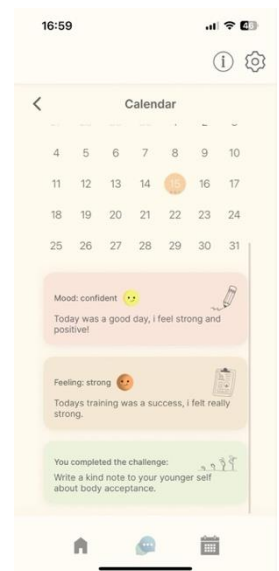 16:59
Calendar
4 5 6 7 8 9 10
11 12 13 14 15 16 17
18 19 20 21 22 23 24
25 26 27 28 29 30 31
Mood: confident
Today was a good day, i feel strong and
positive!
Feeling: strong
Todays training was a success, i felt really
strong.
You completed the challenge:
Write a kind note to your younger self
about body acceptance.